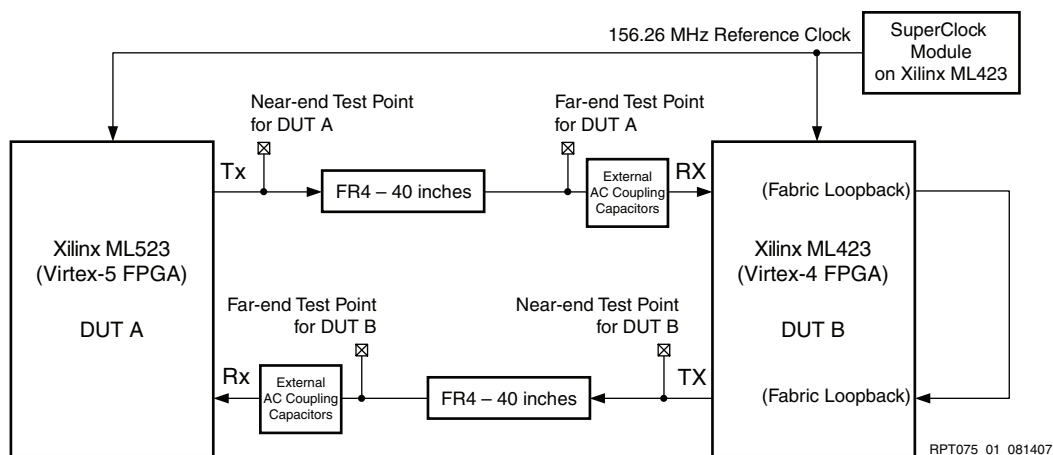 156.26 MHz Reference Clock
SuperClock
Module
on Xilinx ML423
Near-end Test Point
for DUT A
Far-end Test Point
for DUT A
Tx
FR4 – 40 inches
External
AC Coupling
Capacitors
RX
(Fabric Loopback)
Xilinx ML523
(Virtex-5 FPGA)
DUT A
Xilinx ML423
(Virtex-4 FPGA)
DUT B
Far-end Test Point
for DUT B
Near-end Test Point
for DUT B
Rx
External
AC Coupling
Capacitors
FR4 – 40 inches
TX
(Fabric Loopback)
RPT075_01_081407